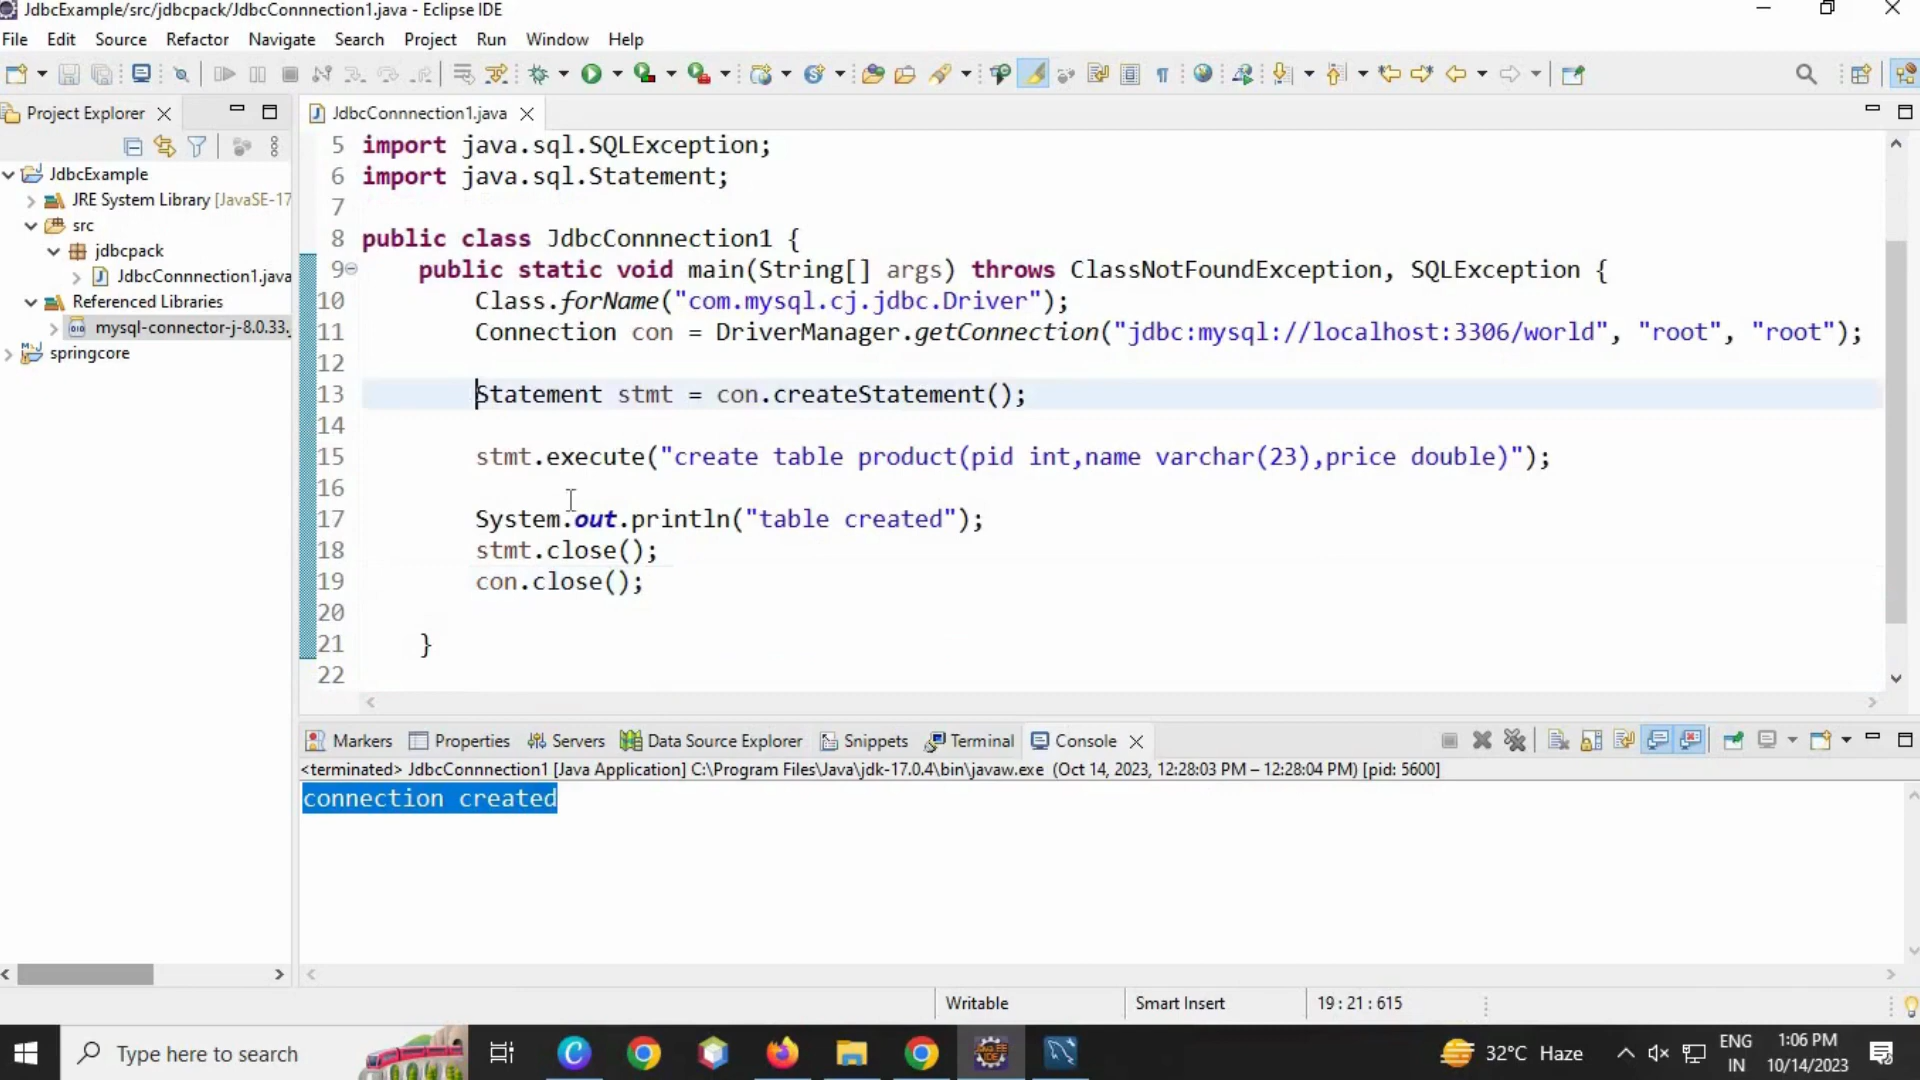 JdbcExample/src/jdbcpack/JdbcConnnection1.java - Eclipse IDE
File Edit Source Refactor Navigate Search Project Run Window Help
Project Explorer
JdbcConnnection1.java
JdbcExample
JRE System Library [JavaSE-17
src
jdbcpack
JdbcConnnection1.java
Referenced Libraries
mysql-connector-j-8.0.33.
springcore
5 import java.sql.SQLException;
6 import java.sql.Statement;
7
8 public class JdbcConnnection1 {
9 public static void main(String[] args) throws ClassNotFoundException, SQLException {
10 Class.forName("com.mysql.cj.jdbc.Driver");
11 Connection con = DriverManager.getConnection("jdbc:mysql://localhost:3306/world", "root", "root");
12
13 Statement stmt = con.createStatement();
14
15 stmt.execute("create table product(pid int,name varchar(23),price double)");
16
17 System.out.println("table created");
18 stmt.close();
19 con.close();
20
21 }
22
Markers Properties Servers Data Source Explorer Snippets Terminal Console
<terminated> JdbcConnnection1 [Java Application] C:\Program Files\Java\jdk-17.0.4\bin\javaw.exe (Oct 14, 2023, 12:28:03 PM – 12:28:04 PM) [pid: 5600]
connection created
Writable Smart Insert 19 : 21 : 615
Type here to search
32°C Haze
ENG
IN
1:06 PM
10/14/2023